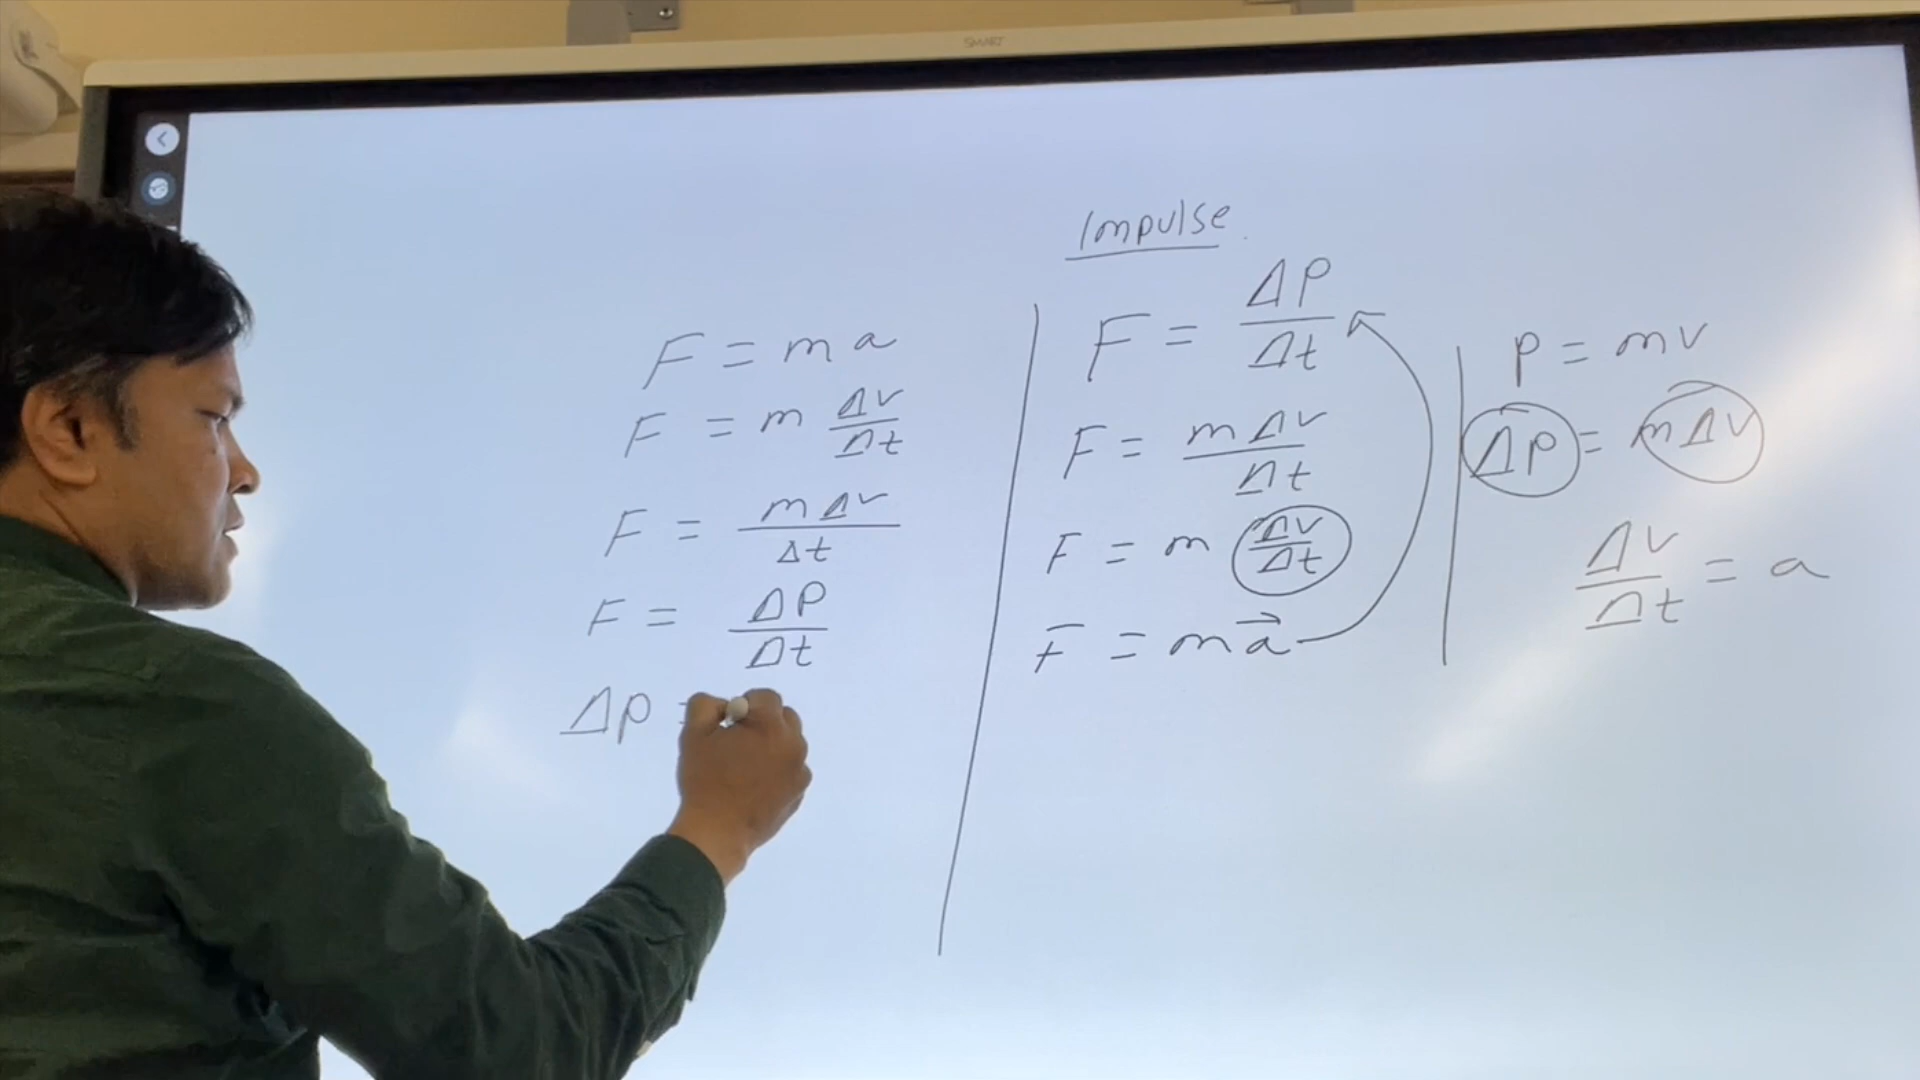 SMART
Impulse
F = ma
F = m Δv/Δt
F = mΔv/Δt
F = ΔP/Δt
Δp =
F = ΔP/Δt
F = mΔv/Δt
F = m Δv/Δt
F⃗ = ma⃗
p = mv
Δp⃗ = mΔv⃗
Δv/Δt = a